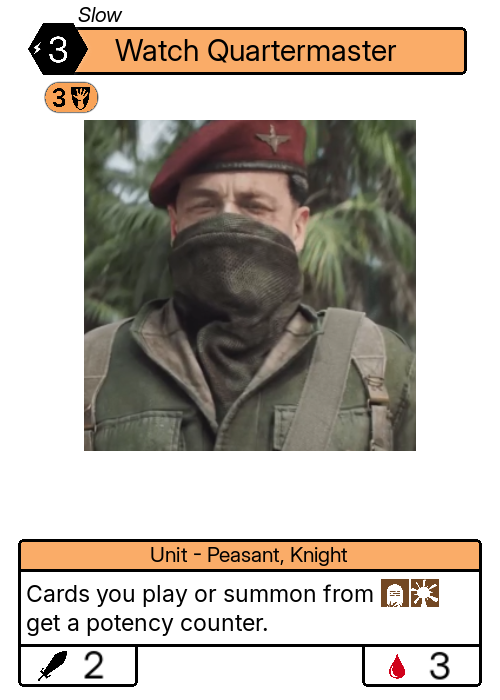 Slow
3
Watch Quartermaster
3
Unit - Peasant, Knight
Cards you play or summon from
get a potency counter.
2
3